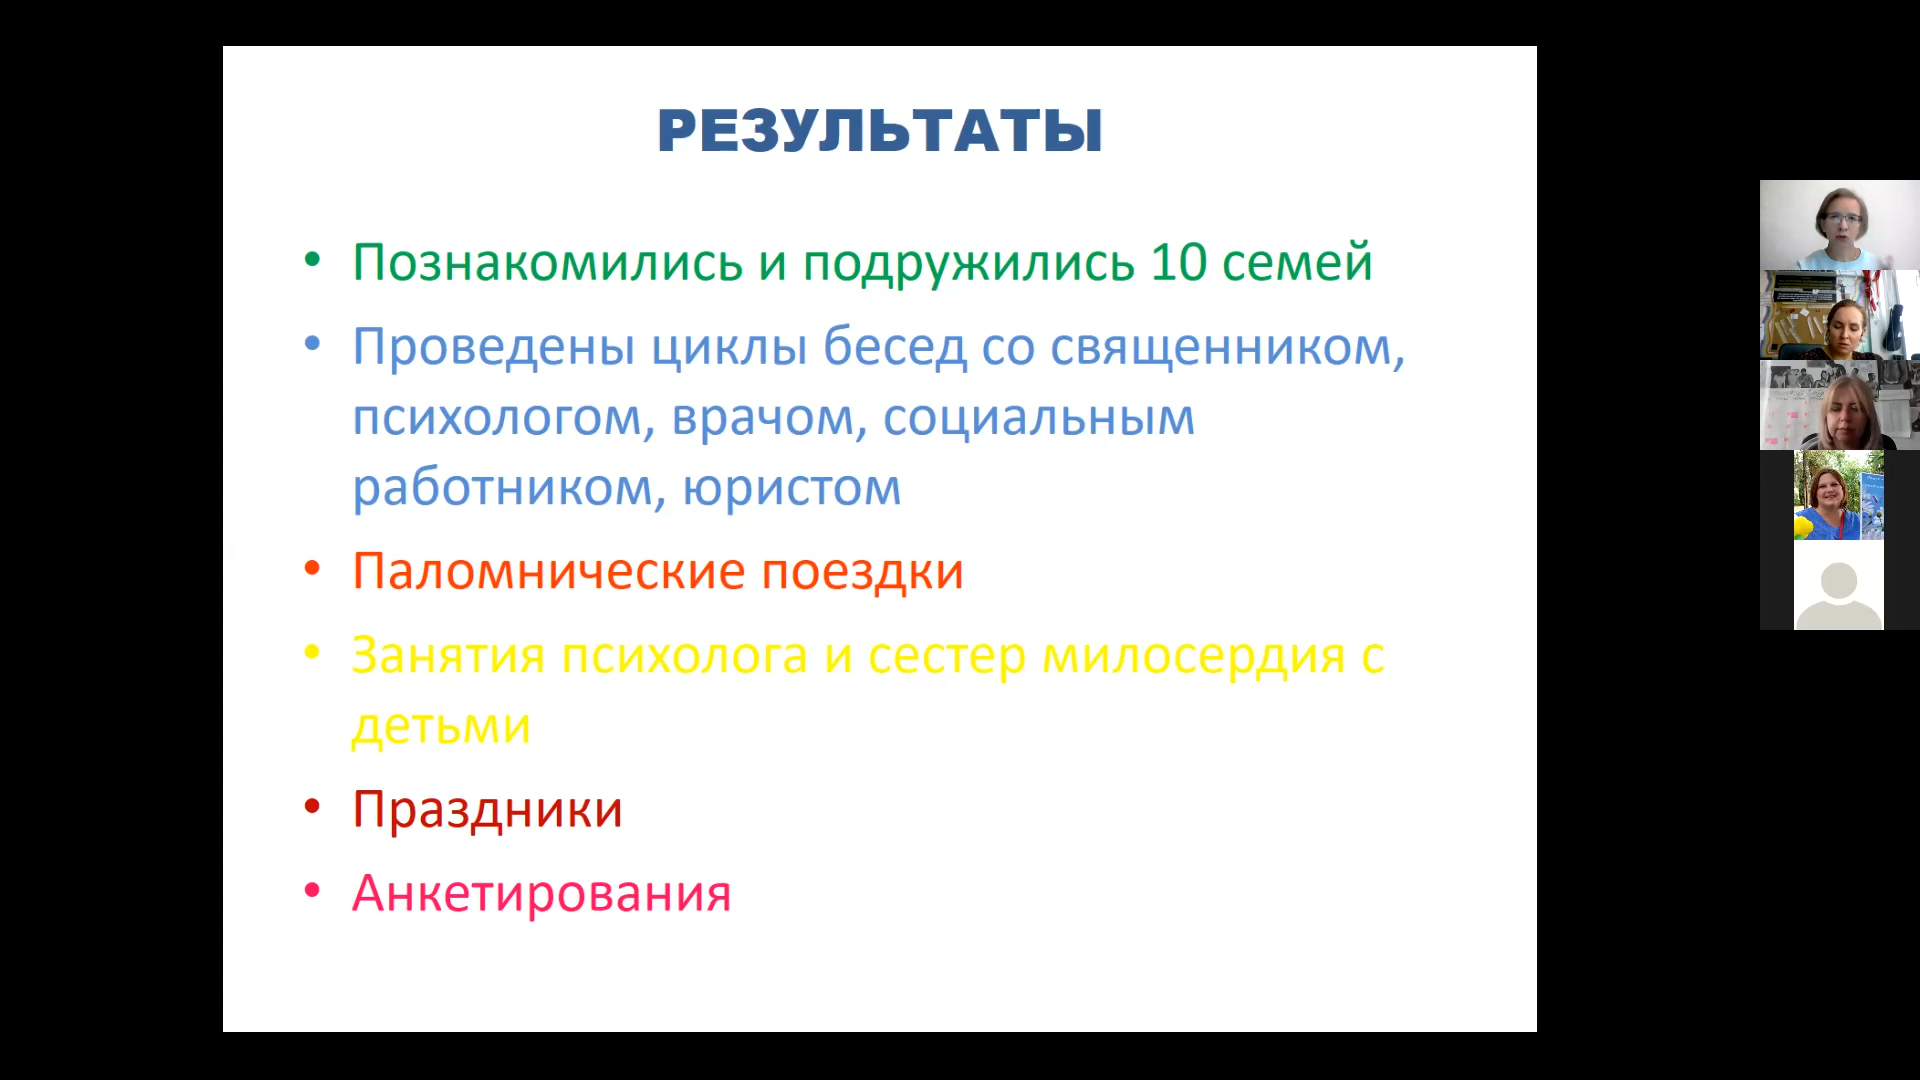 РЕЗУЛЬТАТЫ
• Познакомились и подружились 10 семей
• Проведены циклы бесед со священником,
психологом, врачом, социальным
работником, юристом
• Паломнические поездки
• Занятия психолога и сестер милосердия с
детьми
• Праздники
• Анкетирования